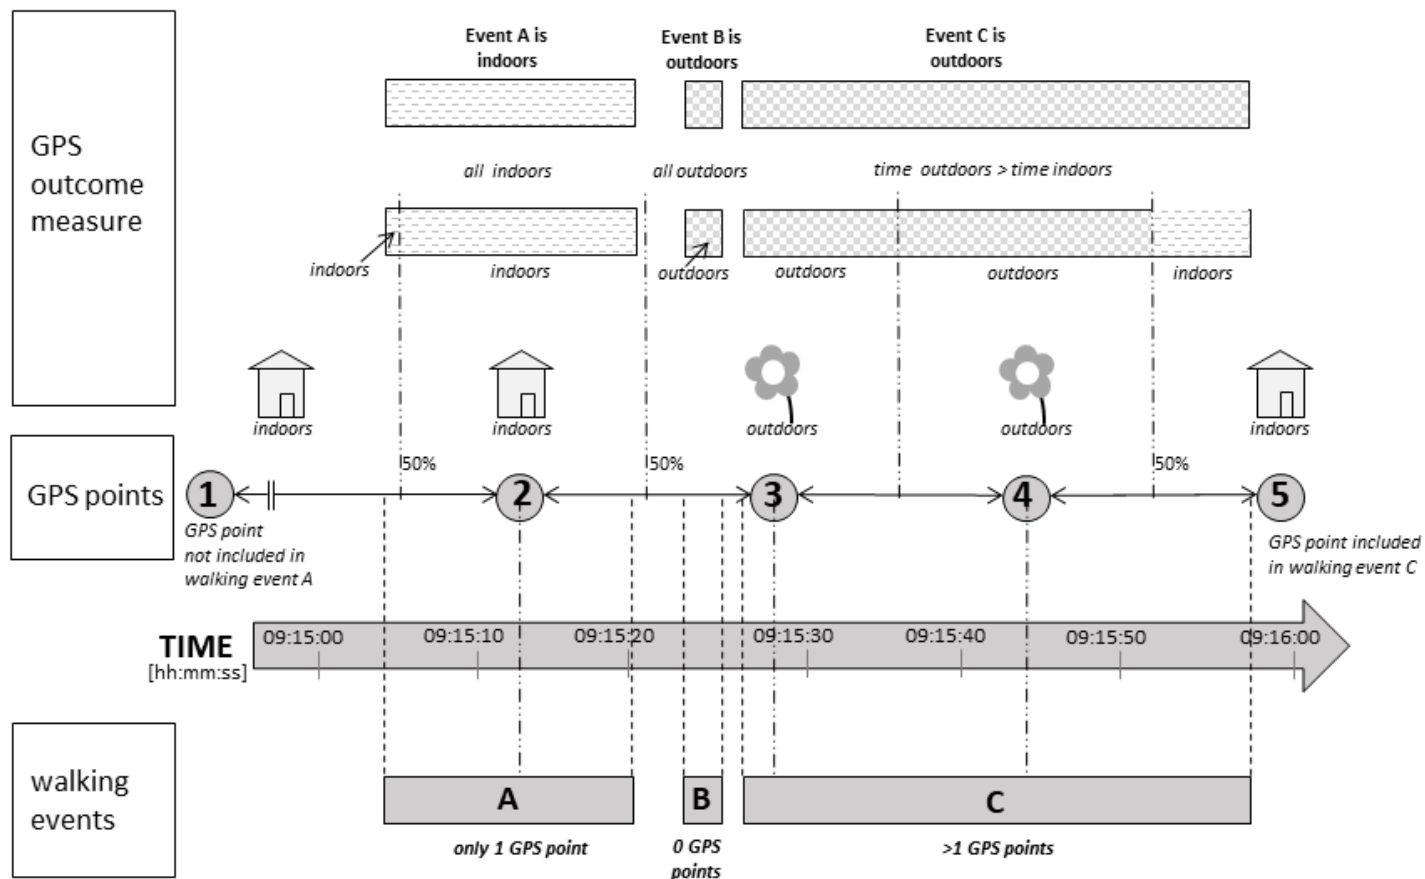 GPS
outcome
measure
Event A is
indoors
Event B is
outdoors
Event C is
outdoors
all indoors
all outdoors
time outdoors > time indoors
indoors
indoors
outdoors
outdoors
outdoors
indoors
indoors
indoors
outdoors
outdoors
indoors
GPS points
50%
50%
50%
1
2
3
4
5
GPS point
not included in
walking event A
GPS point included
in walking event C
TIME
[hh:mm:ss]
09:15:00
09:15:10
09:15:20
09:15:30
09:15:40
09:15:50
09:16:00
walking
events
A
B
C
only 1 GPS point
0 GPS
points
>1 GPS points